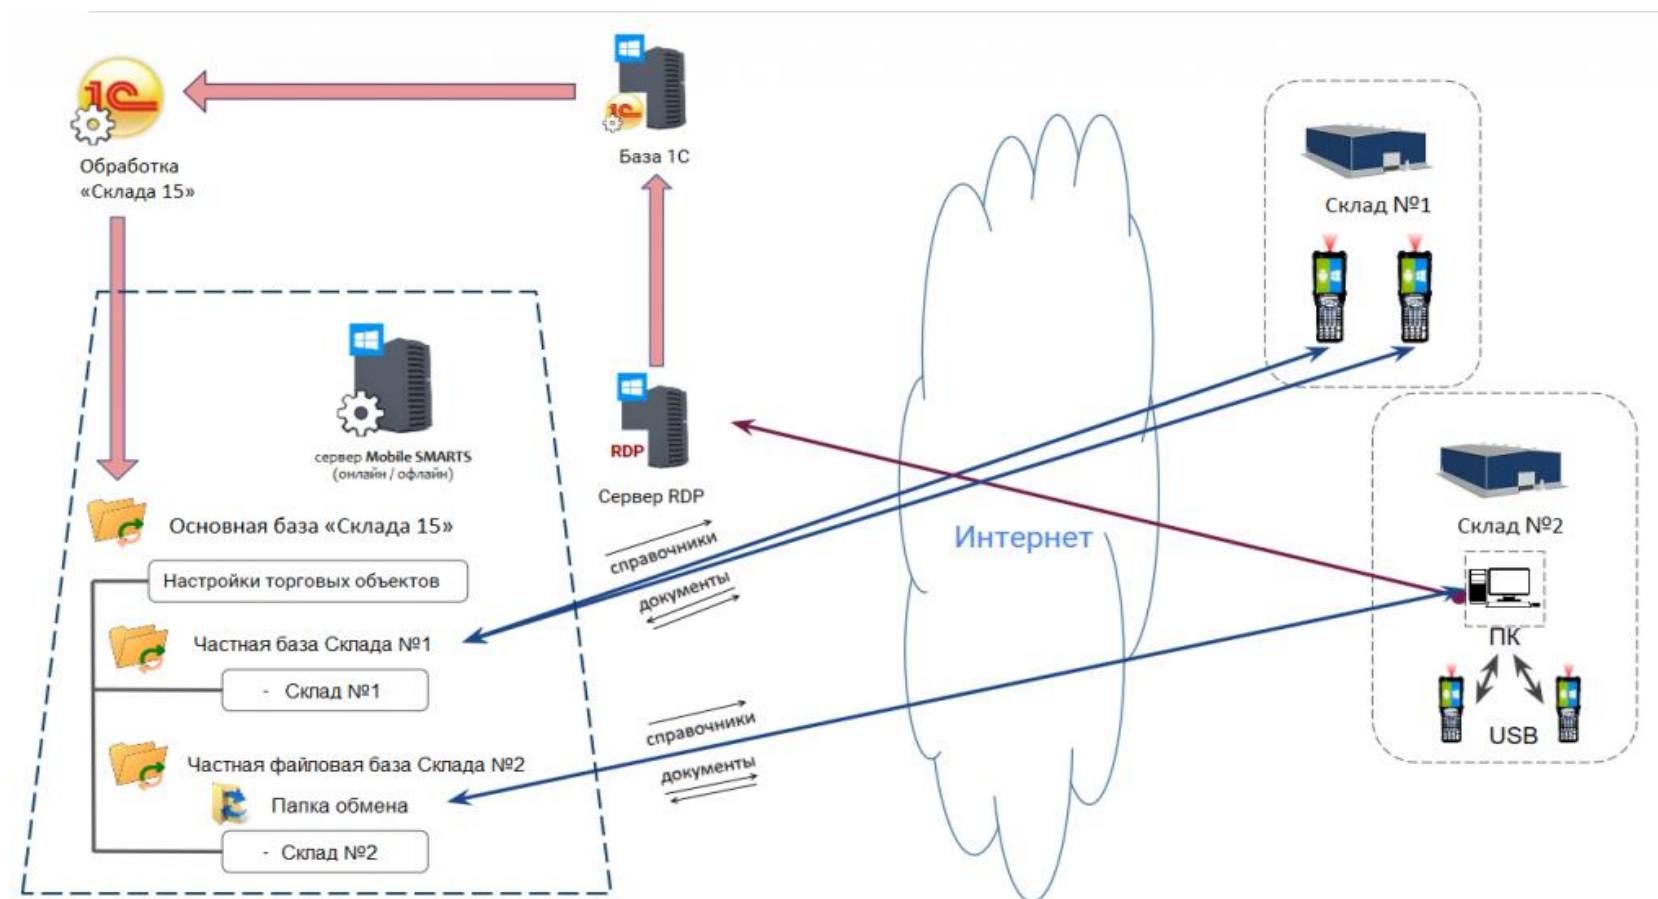 1С
Обработка
«Склада 15»
1С
База 1С
Склад №1
RDP
Сервер RDP
сервер Mobile SMARTS
(онлайн / офлайн)
Основная база «Склада 15»
Настройки торговых объектов
Частная база Склада №1
- Склад №1
Частная файловая база Склада №2
Папка обмена
- Склад №2
справочники
документы
справочники
документы
Интернет
Склад №2
ПК
USB